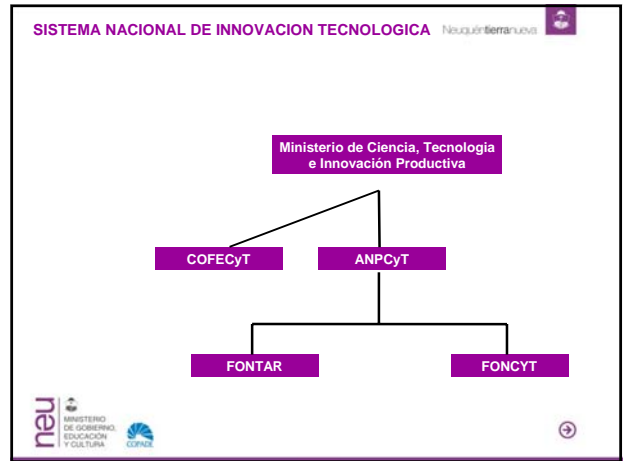 SISTEMA NACIONAL DE INNOVACION TECNOLOGICA
Neuquéntierranueva
Ministerio de Ciencia, Tecnologia
e Innovación Productiva
COFECyT
ANPCyT
FONTAR
FONCYT
neu
MINISTERIO
DE GOBIERNO,
EDUCACIÓN
Y CULTURA
COPADE